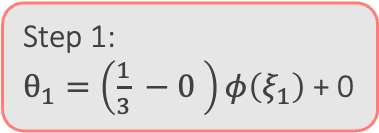 Step 1:
θ₁ = (1/3 − 0 ) ϕ(ξ₁) + 0